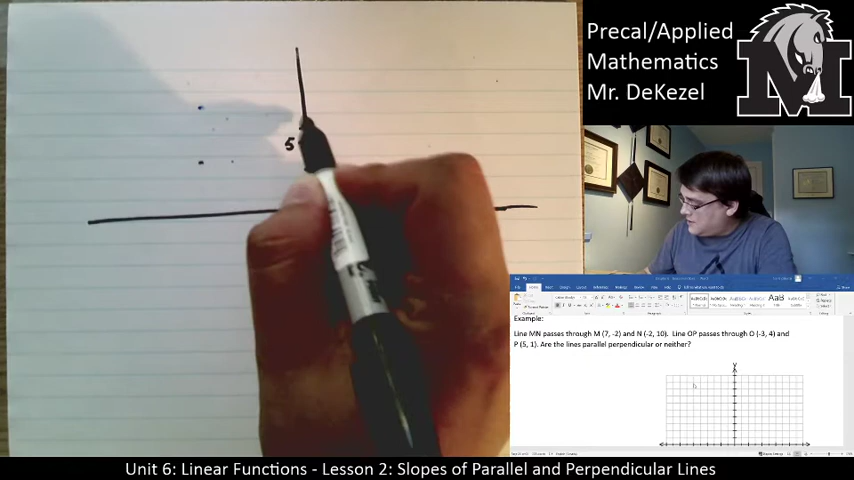 Precal/Applied
Mathematics
Mr. DeKezel
M
5
Example:
Line MN passes through M (7, -2) and N (-2, 10). Line OP passes through O (-3, 4) and
P (5, 1). Are the lines parallel perpendicular or neither?
y
Unit 6: Linear Functions - Lesson 2: Slopes of Parallel and Perpendicular Lines